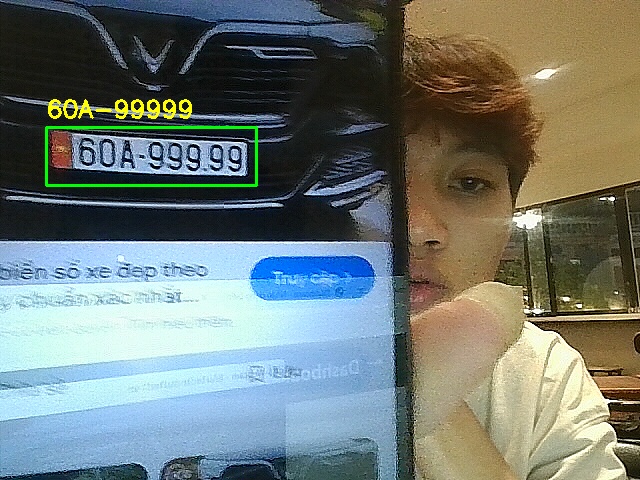 60A-99999
60A-999.99
biển số xe đẹp theo
Truy cập
y chuẩn xác nhất...
Dashbo